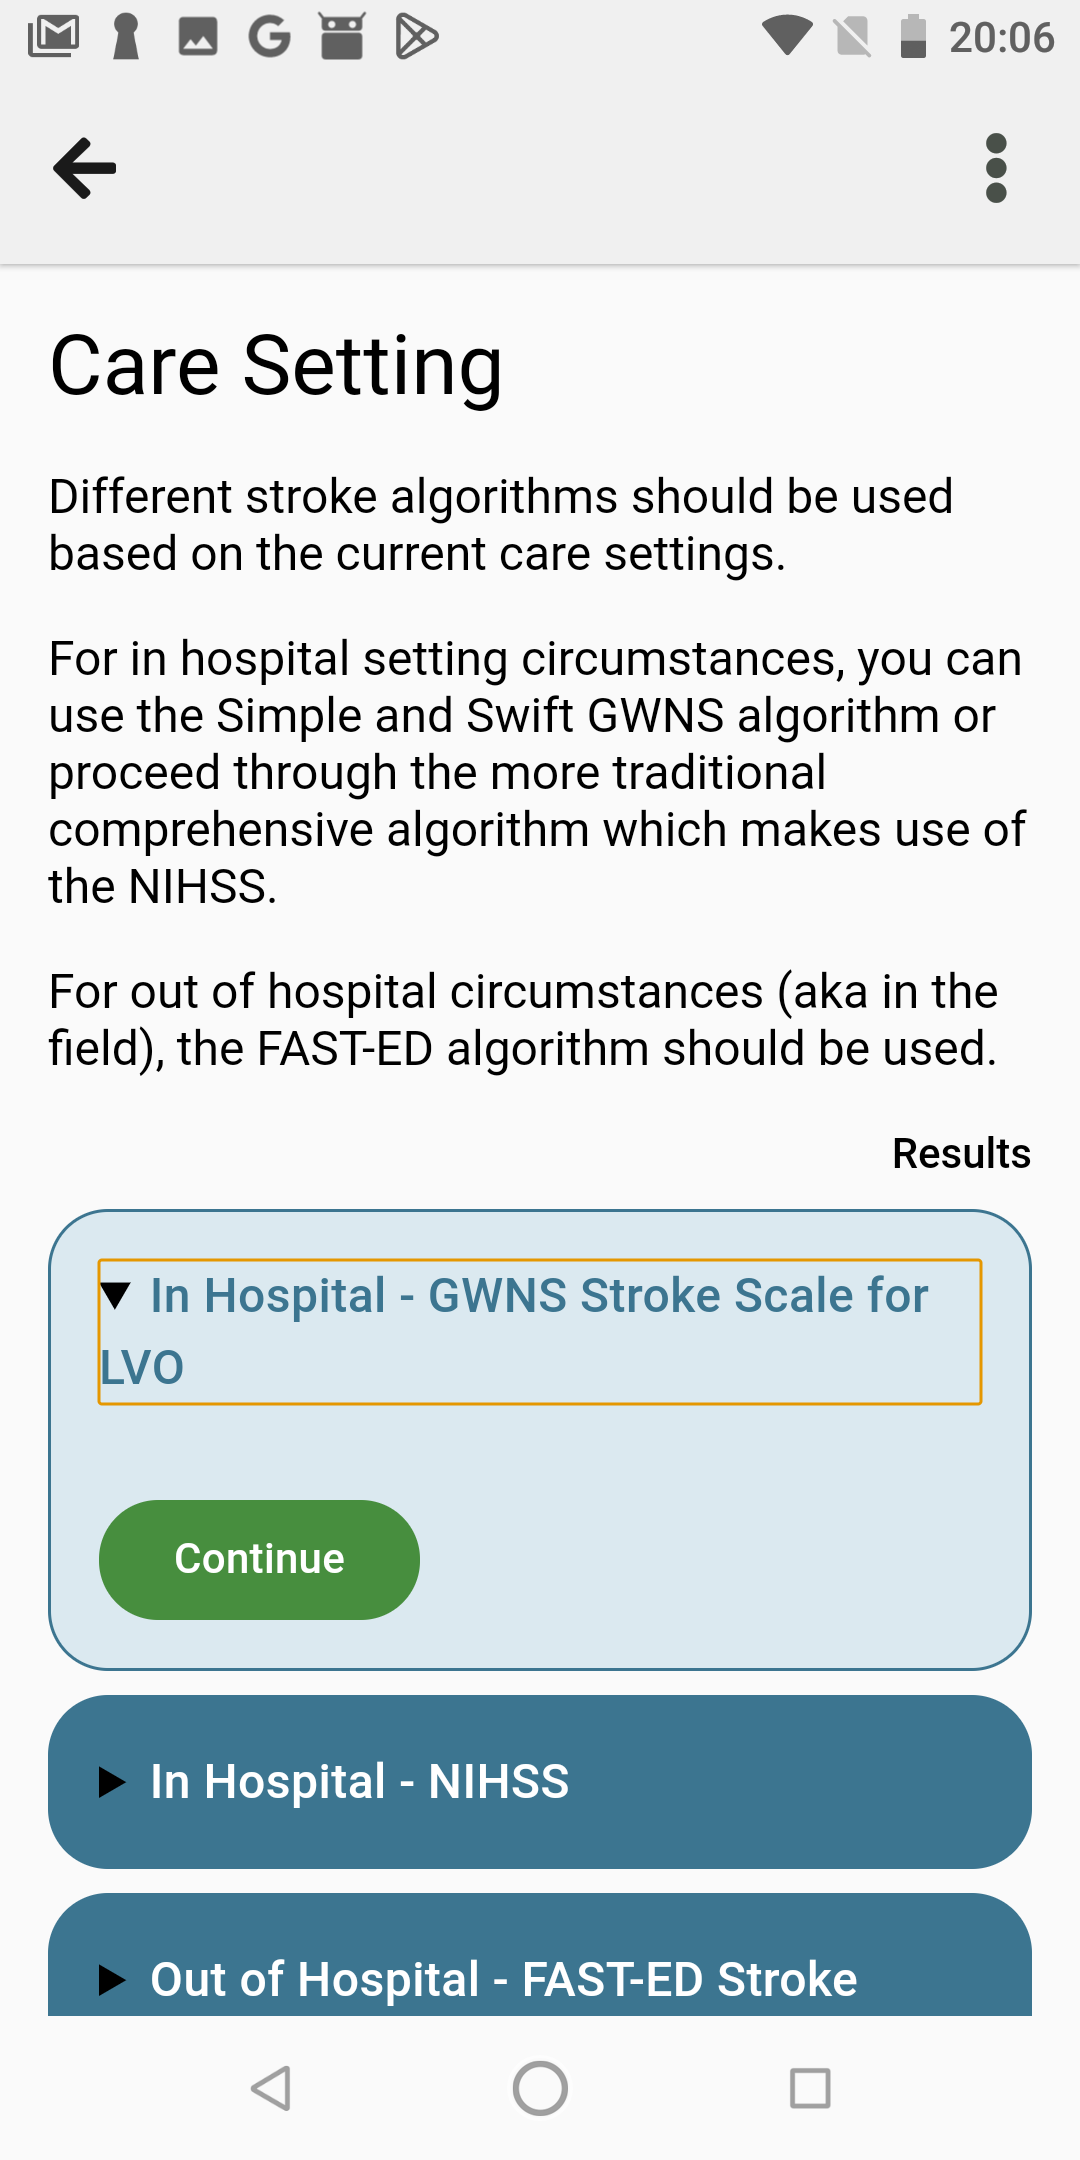 20:06
Care Setting
Different stroke algorithms should be used
based on the current care settings.
For in hospital setting circumstances, you can
use the Simple and Swift GWNS algorithm or
proceed through the more traditional
comprehensive algorithm which makes use of
the NIHSS.
For out of hospital circumstances (aka in the
field), the FAST-ED algorithm should be used.
Results
In Hospital - GWNS Stroke Scale for
LVO
Continue
In Hospital - NIHSS
Out of Hospital - FAST-ED Stroke